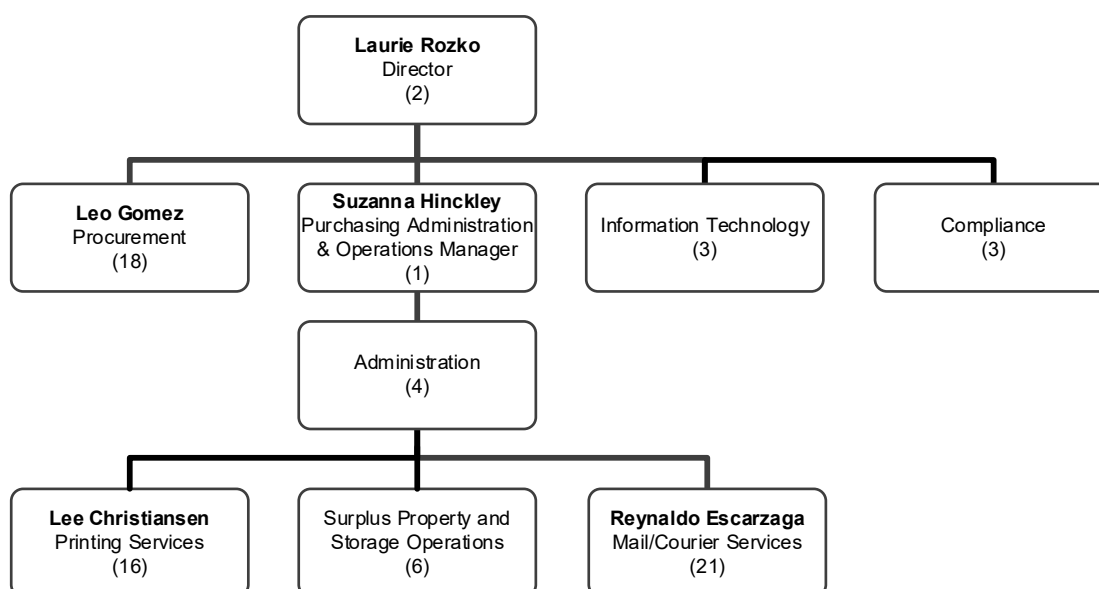 Laurie Rozko
Director
(2)
Leo Gomez
Procurement
(18)
Suzanna Hinckley
Purchasing Administration
& Operations Manager
(1)
Information Technology
(3)
Compliance
(3)
Administration
(4)
Lee Christiansen
Printing Services
(16)
Surplus Property and
Storage Operations
(6)
Reynaldo Escarzaga
Mail/Courier Services
(21)